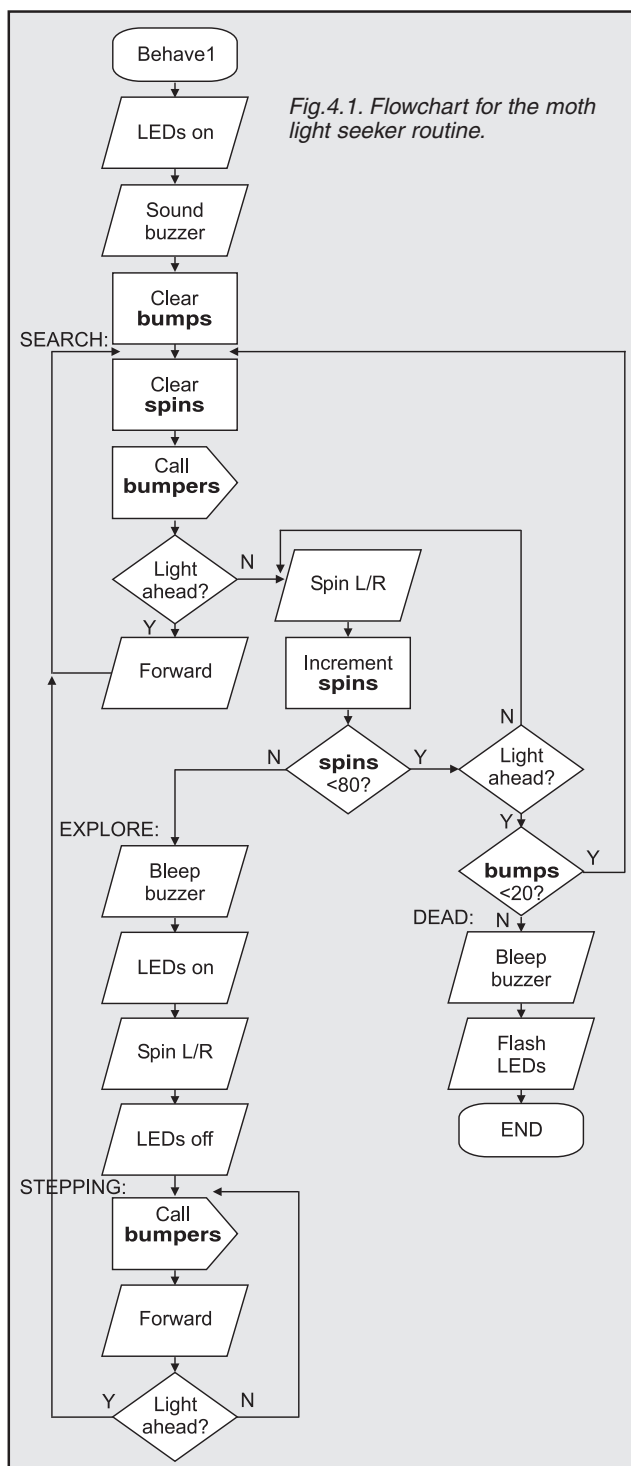 Behave1
Fig.4.1. Flowchart for the moth
light seeker routine.
LEDs on
Sound
buzzer
Clear
bumps
SEARCH:
Clear
spins
Call
bumpers
Light
ahead?
N
Y
Spin L/R
Forward
Increment
spins
N
spins
<80?
Y
N
Light
ahead?
Y
EXPLORE:
Bleep
buzzer
bumps
<20?
Y
DEAD:
N
LEDs on
Bleep
buzzer
Spin L/R
Flash
LEDs
LEDs off
END
STEPPING:
Call
bumpers
Forward
Y
Light
ahead?
N